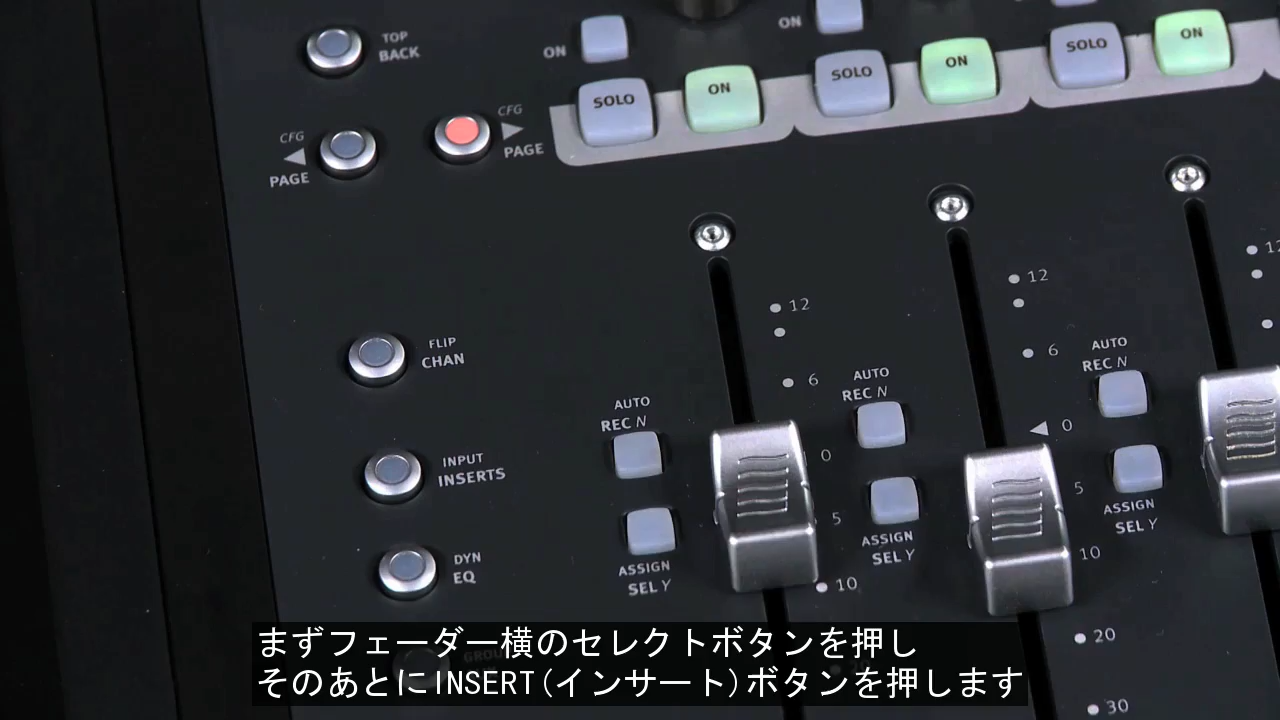 TOP
BACK
ON
ON
SOLO
ON
SOLO
ON
SOLO
ON
CFG
PAGE
CFG
PAGE
12
12
12
6
6
FLIP
CHAN
AUTO
REC N
AUTO
REC N
AUTO
REC N
0
0
INPUT
INSERTS
5
5
ASSIGN
SEL Y
ASSIGN
SEL Y
ASSIGN
SEL Y
10
10
DYN
EQ
20
20
30
GROUP
まずフェーダー横のセレクトボタンを押し
そのあとにINSERT(インサート)ボタンを押します